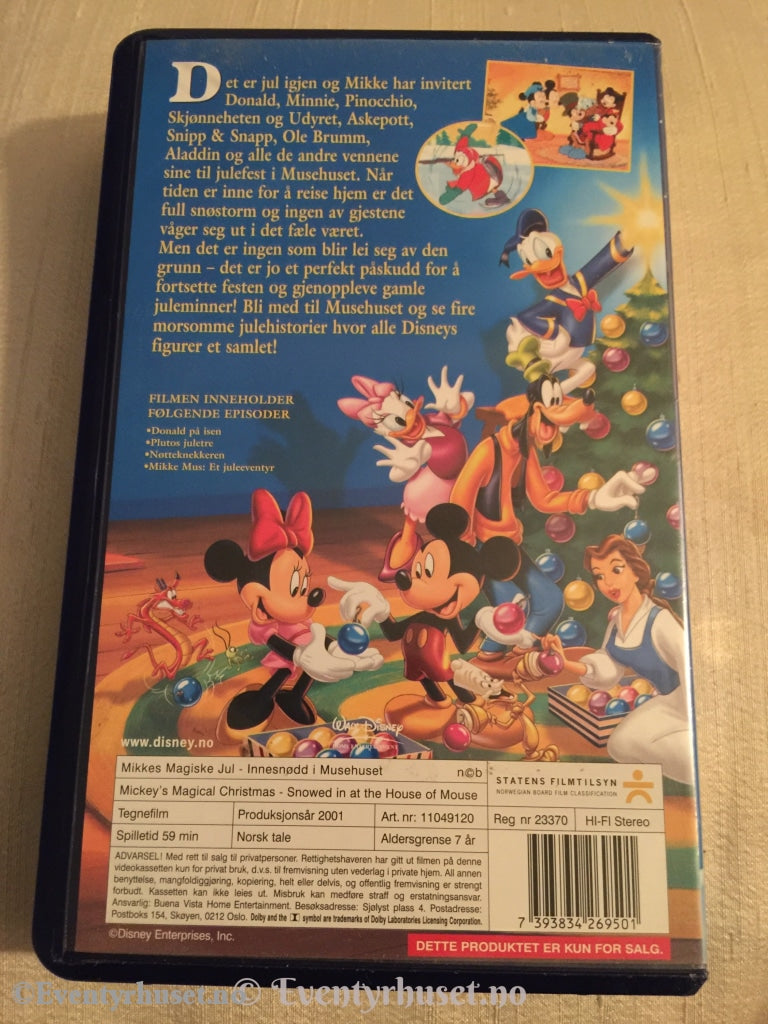 Det er jul igjen og Mikke har invitert
Donald, Minnie, Pinocchio,
Skjønneheten og Udyret, Askepott,
Snipp & Snapp, Ole Brumm,
Aladdin og alle de andre vennene
sine til julefest i Musehuset. Når
tiden er inne for å reise hjem er det
full snøstorm og ingen av gjestene
våger seg ut i det fæle været.
Men det er ingen som blir lei seg av den
grunn – det er jo et perfekt påskudd for å
fortsette festen og gjenoppleve gamle
juleminner! Bli med til Musehuset og se fire
morsomme julehistorier hvor alle Disneys
figurer et samlet!
FILMEN INNEHOLDER
FØLGENDE EPISODER
•Donald på isen
•Plutos juletre
•Nøtteknekkeren
•Mikke Mus: Et juleeventyr
www.disney.no
Walt Disney
HOME ENTERTAINMENT
Mikkes Magiske Jul - Innesnødd i Musehuset n©b
Mickey's Magical Christmas - Snowed in at the House of Mouse
Tegnefilm Produksjonsår 2001 Art.nr: 11049120
Spilletid 59 min Norsk tale Aldersgrense 7 år
STATENS FILMTILSYN
NORWEGIAN BOARD FILM CLASSIFICATION
Reg nr 23370 HI-FI Stereo
ADVARSEL! Med rett til salg til privatpersoner. Rettighetshaveren har gitt ut filmen på denne
videokassetten kun for privat bruk, d.v.s. til fremvisning uten vederlag i private hjem. All annen
benyttelse, mangfoldiggjøring, kopiering, helt eller delvis, og offentlig fremvisning er strengt
forbudt. Kassetten kan ikke leies ut. Misbruk kan medføre straff og erstatningsansvar.
Ansvarlig: Buena Vista Home Entertainment. Besøksadresse: Sjølyst plass 4. Postadresse:
Postboks 154, Skøyen, 0212 Oslo. Dolby and the symbol are trademarks of Dolby Laboratories Licensing Corporation.
7 393834 269501
©Disney Enterprises, Inc.
DETTE PRODUKTET ER KUN FOR SALG.
©Eventyrhuset.no
© Eventyrhuset.no